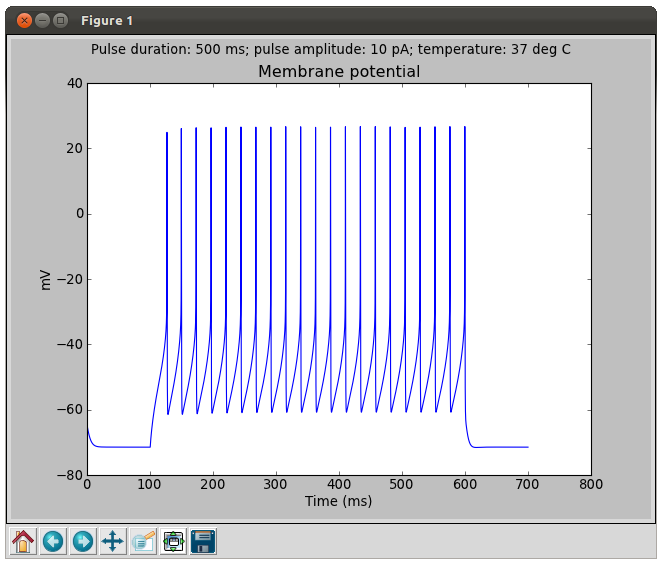 Figure 1
Pulse duration: 500 ms; pulse amplitude: 10 pA; temperature: 37 deg C
Membrane potential
40
20
0
−20
−40
−60
−80
mV
0 100 200 300 400 500 600 700 800
Time (ms)